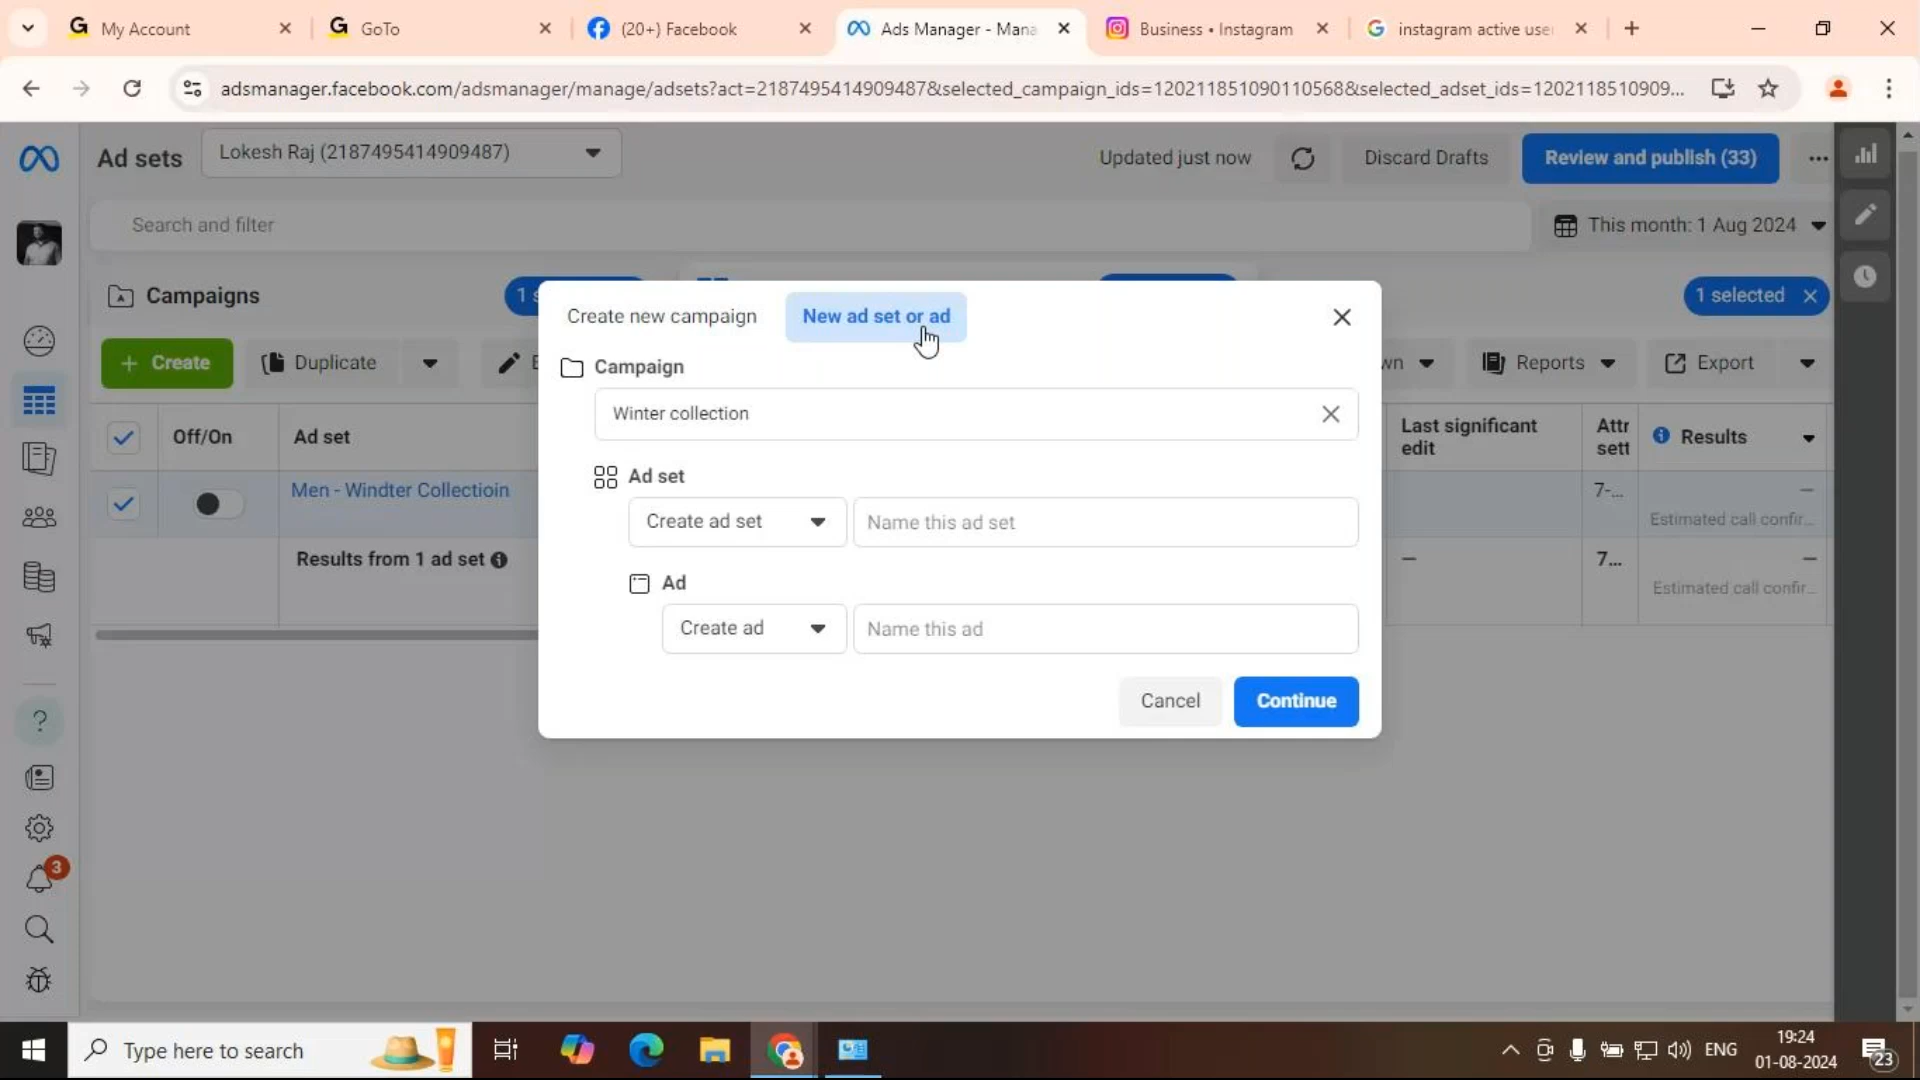 My Account
GoTo
(20+) Facebook
Ads Manager - Mana
Business • Instagram
instagram active use
adsmanager.facebook.com/adsmanager/manage/adsets?act=2187495414909487&selected_campaign_ids=120211851090110568&selected_adset_ids=1202118510909...
Ad sets
Lokesh Raj (2187495414909487)
Updated just now
Discard Drafts
Review and publish (33)
Search and filter
This month: 1 Aug 2024
Campaigns
1 selected
Create new campaign
New ad set or ad
Create
Duplicate
Reports
Export
Campaign
Winter collection
Off/On
Ad set
Last significant
edit
Attr
sett
Results
Men - Windter Collectioin
7-...
Estimated call confir...
Results from 1 ad set
7...
Estimated call confir...
Ad set
Create ad set
Name this ad set
Ad
Create ad
Name this ad
Cancel
Continue
3
Type here to search
ENG
19:24
01-08-2024
23